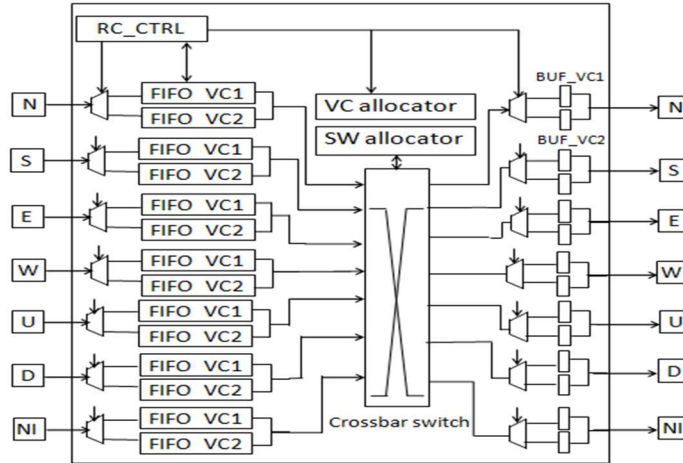 RC_CTRL
BUF_VC1
N
FIFO VC1
FIFO VC2
VC allocator
N
SW allocator
BUF_VC2
S
FIFO VC1
FIFO VC2
S
E
FIFO VC1
FIFO VC2
E
W
FIFO VC1
FIFO VC2
W
U
FIFO VC1
FIFO VC2
U
D
FIFO VC1
FIFO VC2
D
NI
FIFO VC1
FIFO VC2
Crossbar switch
NI